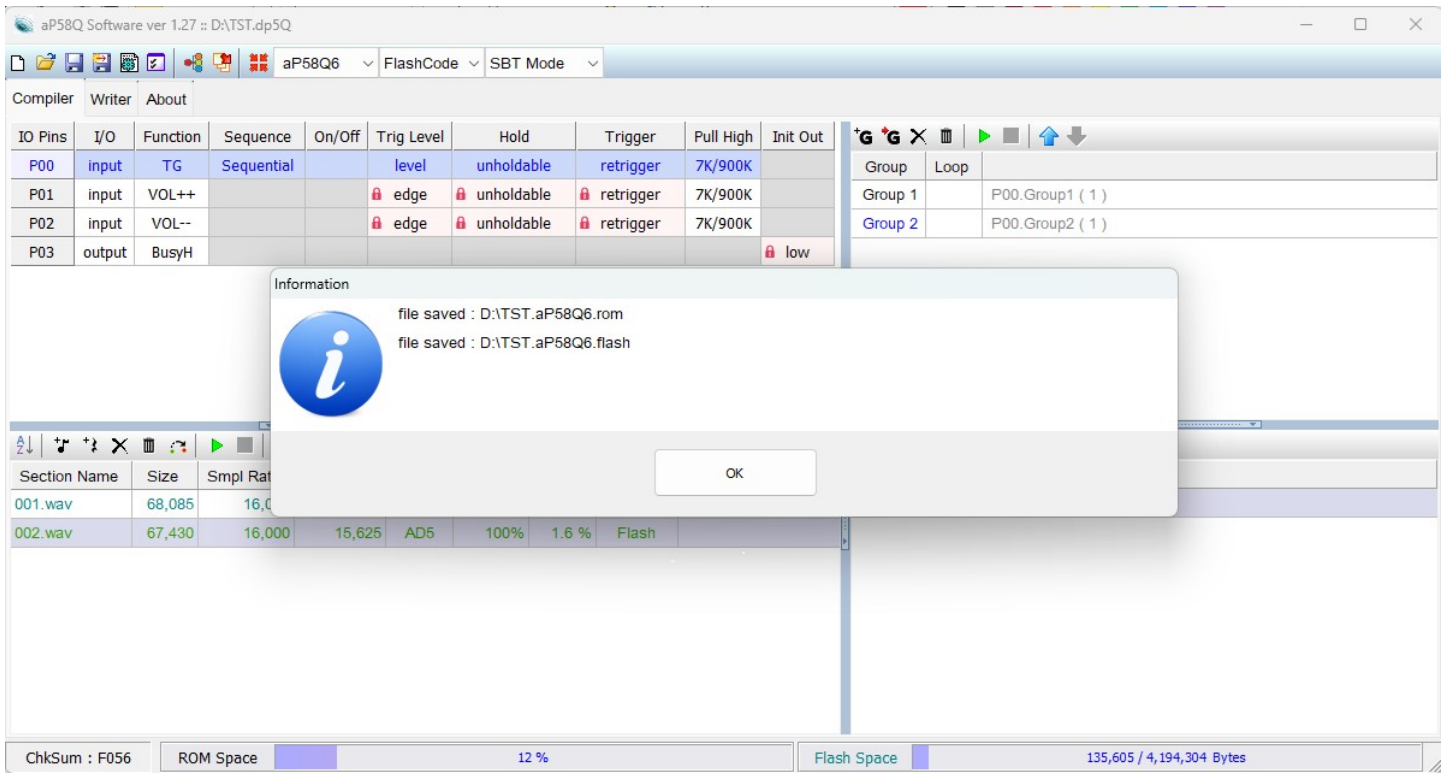 aP58Q Software ver 1.27 :: D:\TST.dp5Q
aP58Q6 FlashCode SBT Mode
Compiler Writer About
IO Pins I/O Function Sequence On/Off Trig Level Hold Trigger Pull High Init Out
P00 input TG Sequential level unholdable retrigger 7K/900K
P01 input VOL++ edge unholdable retrigger 7K/900K
P02 input VOL-- edge unholdable retrigger 7K/900K
P03 output BusyH low
+G +G
Group Loop
Group 1 P00.Group1 ( 1 )
Group 2 P00.Group2 ( 1 )
Information
file saved : D:\TST.aP58Q6.rom
file saved : D:\TST.aP58Q6.flash
OK
Section Name Size Smpl Rat
001.wav 68,085 16,0
002.wav 67,430 16,000 15,625 AD5 100% 1.6 % Flash
ChkSum : F056 ROM Space 12 % Flash Space 135,605 / 4,194,304 Bytes